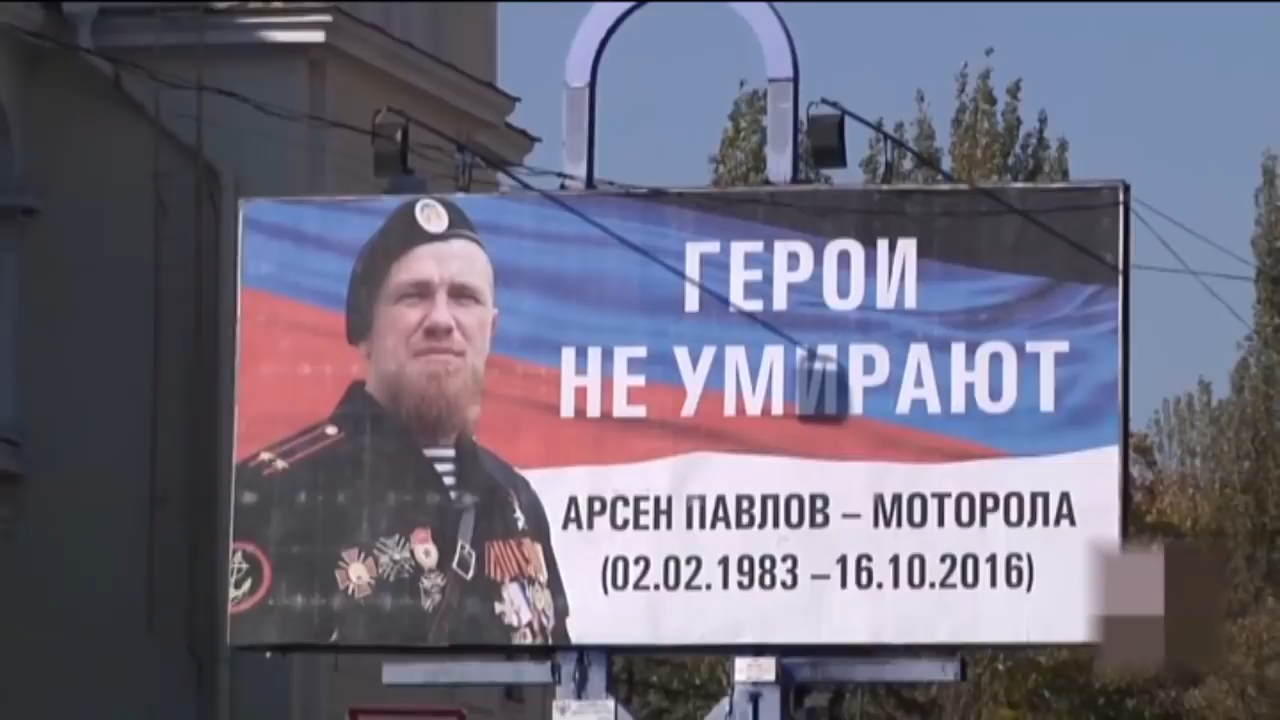 ГЕРОИ
НЕ УМИРАЮТ
АРСЕН ПАВЛОВ – МОТОРОЛА
(02.02.1983 –16.10.2016)